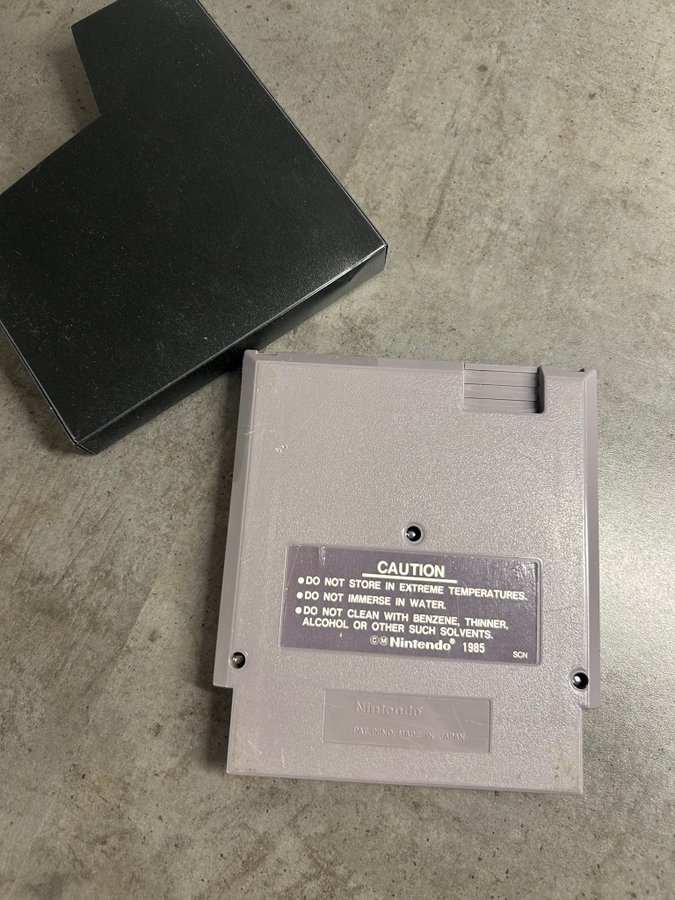 CAUTION
●DO NOT STORE IN EXTREME TEMPERATURES.
●DO NOT IMMERSE IN WATER.
●DO NOT CLEAN WITH BENZENE, THINNER,
ALCOHOL OR OTHER SUCH SOLVENTS.
©Ⓜ Nintendo® 1985
SCN
Nintendo®
PAT. PEND. MADE IN JAPAN